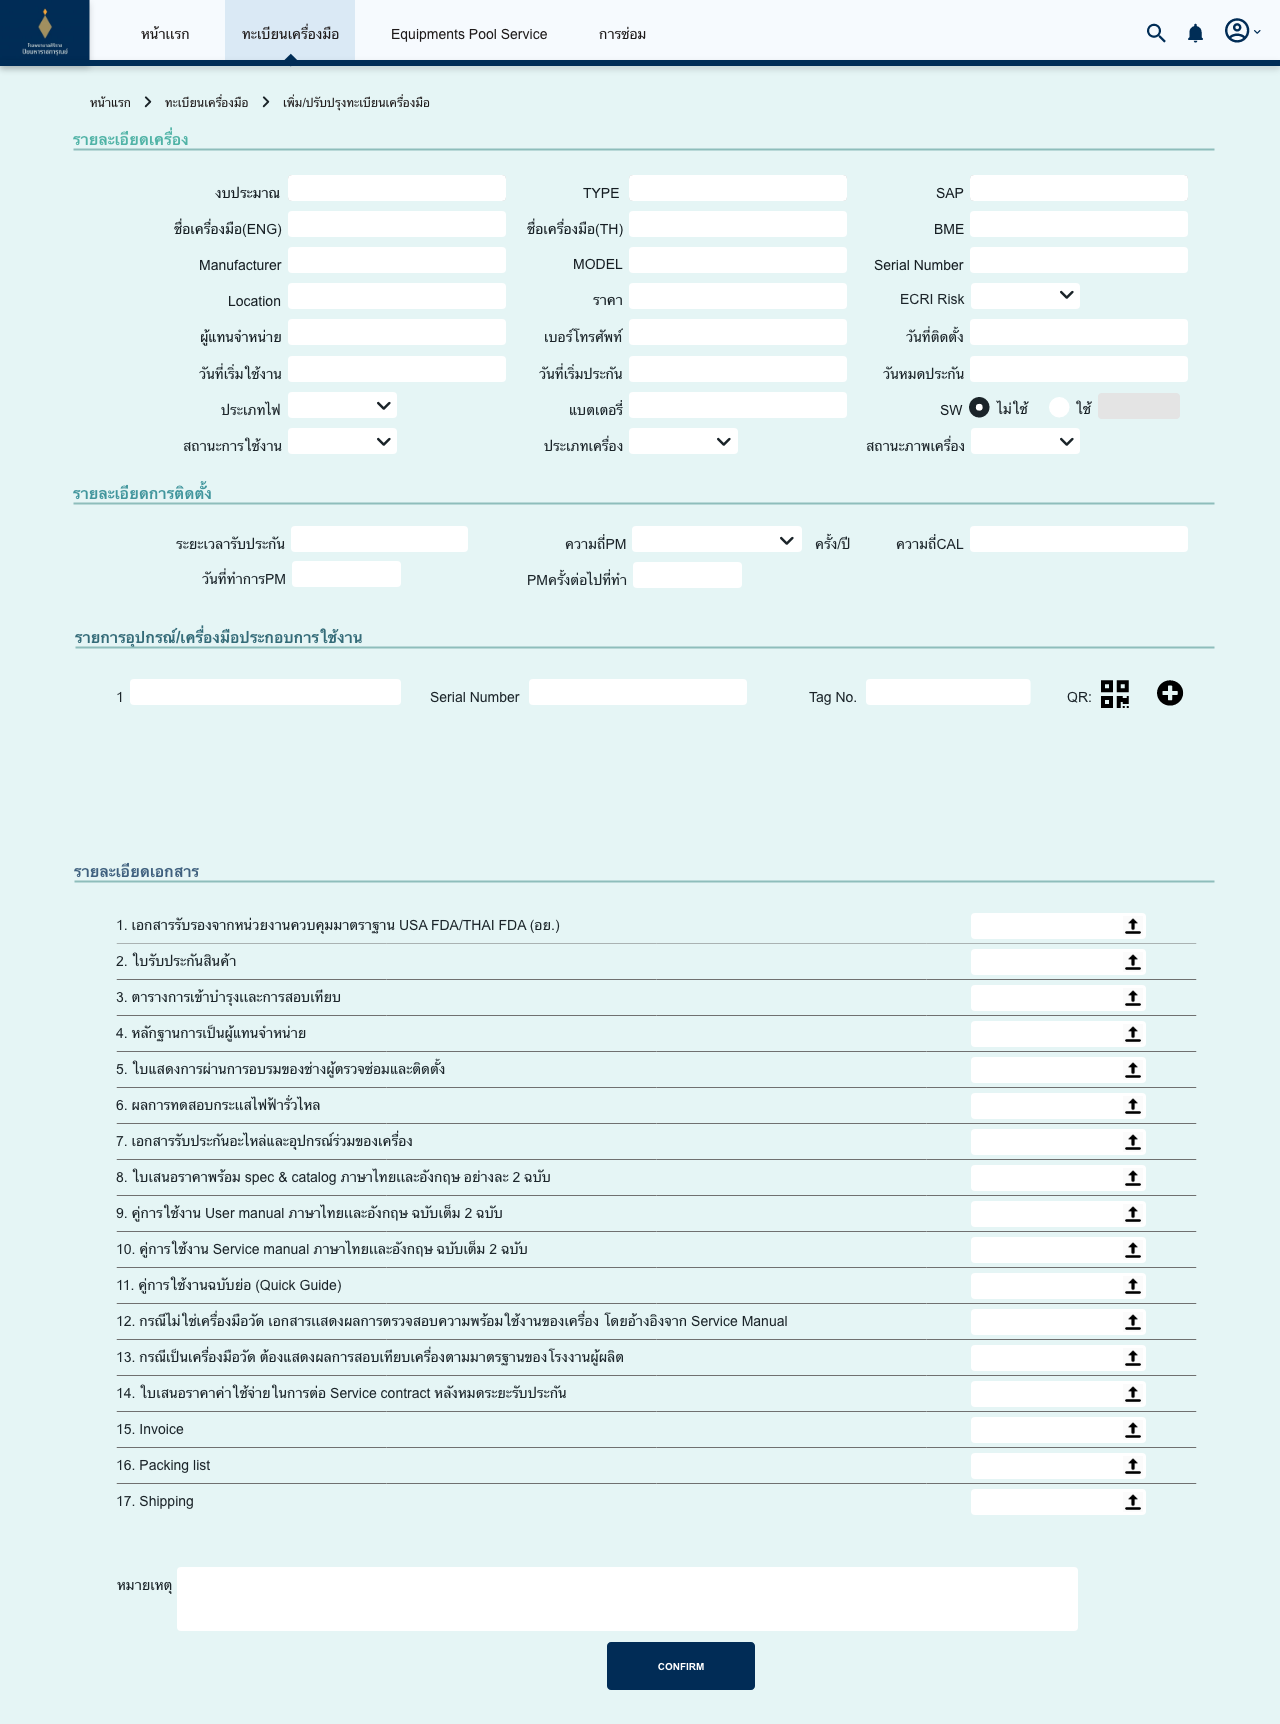 หน้าแรก ทะเบียนเครื่องมือ Equipments Pool Service การซ่อม
หน้าแรก ทะเบียนเครื่องมือ เพิ่ม/ปรับปรุงทะเบียนเครื่องมือ
รายละเอียดเครื่อง
งบประมาณ TYPE SAP
ชื่อเครื่องมือ(ENG) ชื่อเครื่องมือ(TH) BME
Manufacturer MODEL Serial Number
Location ราคา ECRI Risk
ผู้แทนจำหน่าย เบอร์โทรศัพท์ วันที่ติดตั้ง
วันที่เริ่มใช้งาน วันที่เริ่มประกัน วันหมดประกัน
ประเภทไฟ แบตเตอรี่ SW ไม่ใช้ ใช้
สถานะการใช้งาน ประเภทเครื่อง สถานะภาพเครื่อง
รายละเอียดการติดตั้ง
ระยะเวลารับประกัน ความถี่PM ครั้ง/ปี ความถี่CAL
วันที่ทำการPM PMครั้งต่อไปที่ทำ
รายการอุปกรณ์/เครื่องมือประกอบการใช้งาน
1 Serial Number Tag No. QR:
รายละเอียดเอกสาร
1. เอกสารรับรองจากหน่วยงานควบคุมมาตราฐาน USA FDA/THAI FDA (อย.)
2. ใบรับประกันสินค้า
3. ตารางการเข้าบำรุงและการสอบเทียบ
4. หลักฐานการเป็นผู้แทนจำหน่าย
5. ใบแสดงการผ่านการอบรมของช่างผู้ตรวจซ่อมและติดตั้ง
6. ผลการทดสอบกระแสไฟฟ้ารั่วไหล
7. เอกสารรับประกันอะไหล่และอุปกรณ์ร่วมของเครื่อง
8. ใบเสนอราคาพร้อม spec & catalog ภาษาไทยและอังกฤษ อย่างละ 2 ฉบับ
9. คู่การใช้งาน User manual ภาษาไทยและอังกฤษ ฉบับเต็ม 2 ฉบับ
10. คู่การใช้งาน Service manual ภาษาไทยและอังกฤษ ฉบับเต็ม 2 ฉบับ
11. คู่การใช้งานฉบับย่อ (Quick Guide)
12. กรณีไม่ใช่เครื่องมือวัด เอกสารแสดงผลการตรวจสอบความพร้อมใช้งานของเครื่อง โดยอ้างอิงจาก Service Manual
13. กรณีเป็นเครื่องมือวัด ต้องแสดงผลการสอบเทียบเครื่องตามมาตรฐานของโรงงานผู้ผลิต
14. ใบเสนอราคาค่าใช้จ่ายในการต่อ Service contract หลังหมดระยะรับประกัน
15. Invoice
16. Packing list
17. Shipping
หมายเหตุ
CONFIRM